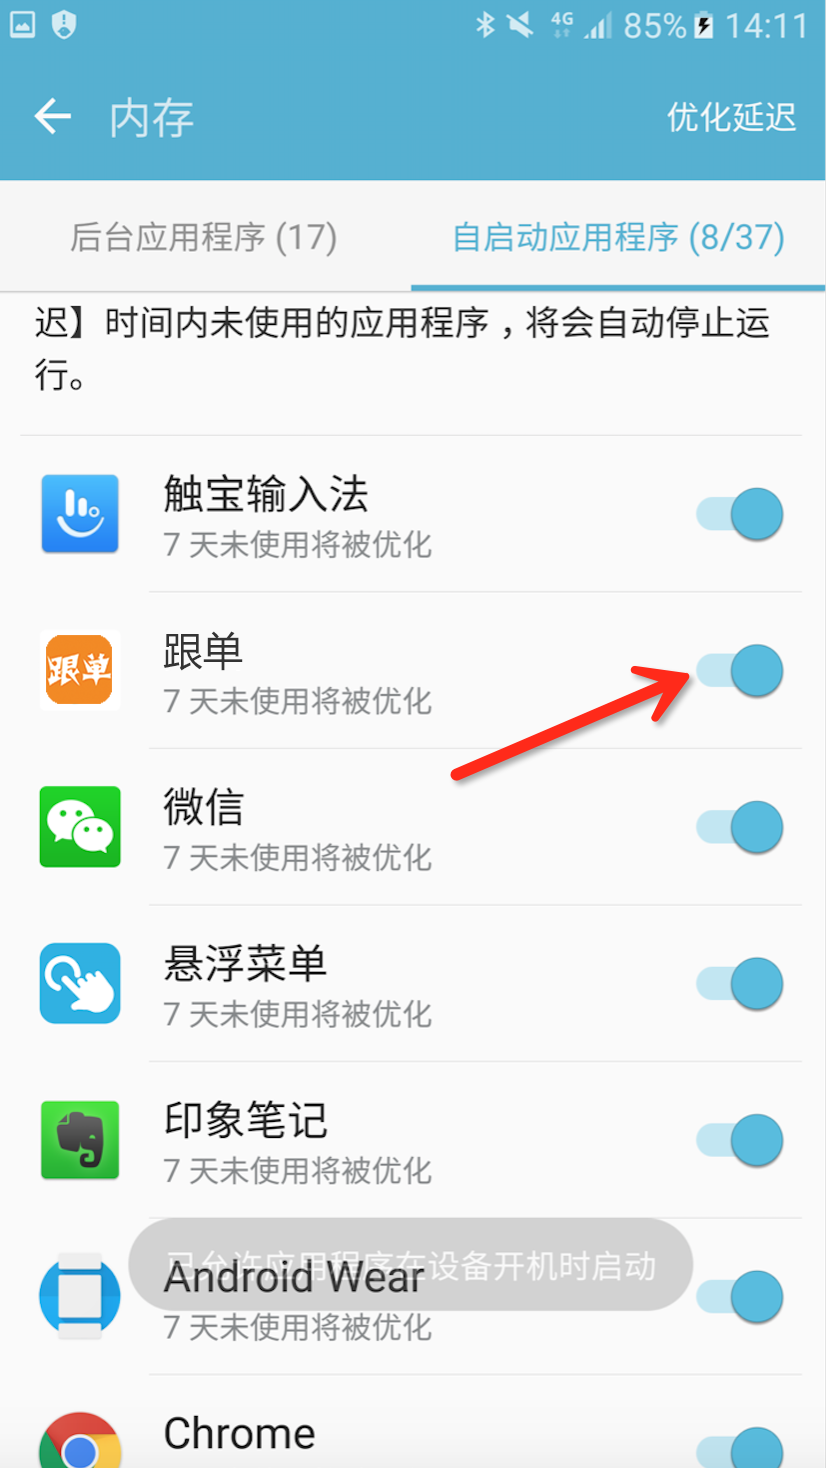 4G 85% 14:11
内存 优化延迟
后台应用程序 (17) 自启动应用程序 (8/37)
迟】时间内未使用的应用程序，将会自动停止运
行。
触宝输入法
7 天未使用将被优化
跟单
跟单
7 天未使用将被优化
微信
7 天未使用将被优化
悬浮菜单
7 天未使用将被优化
印象笔记
7 天未使用将被优化
已允许应用程序在设备开机时启动
Android Wear
7 天未使用将被优化
Chrome